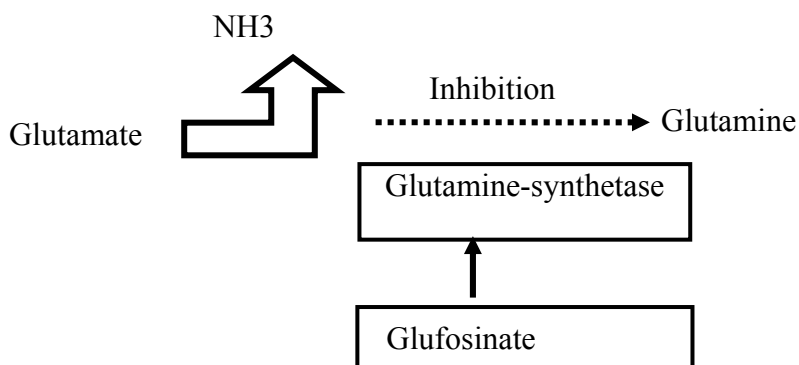 NH3
Inhibition
Glutamate
Glutamine
Glutamine-synthetase
Glufosinate